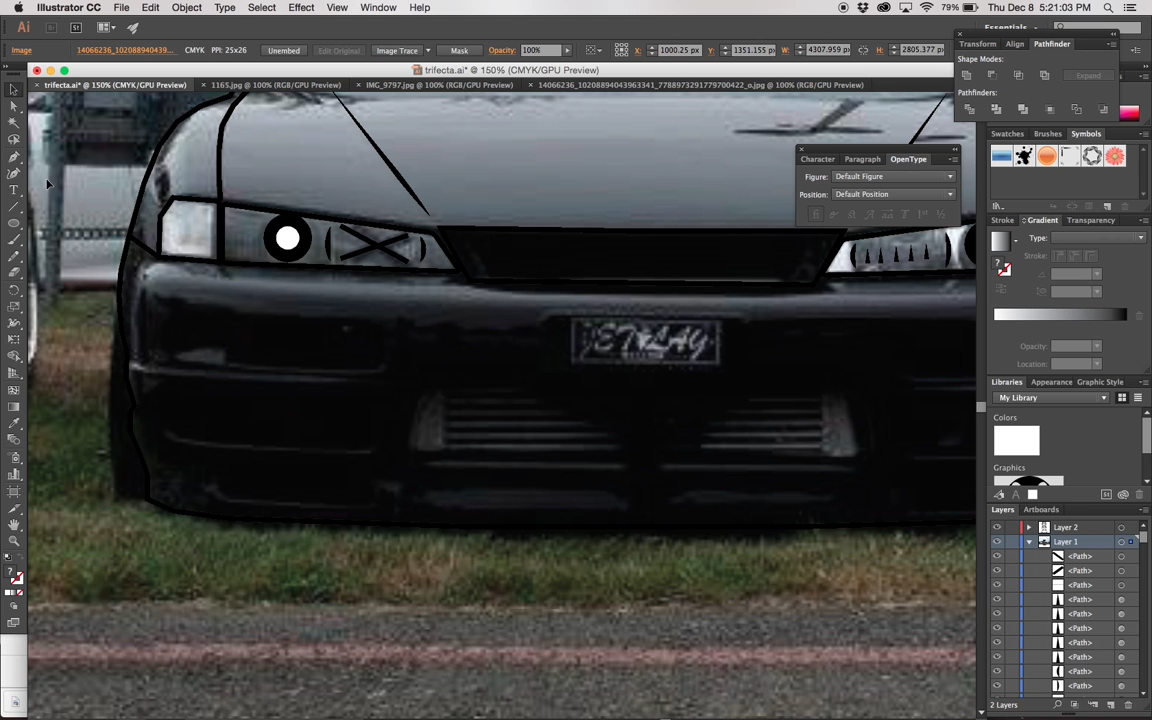 Illustrator CC File Edit Object Type Select Effect View Window Help 79% Thu Dec 8 5:21:03 PM
Ai Br St Essentials
Image 14066236_102088940439... CMYK PPI: 25x26 Unembed Edit Original Image Trace Mask Opacity: 100% X: 1000.25 px Y: 1351.155 px W: 4307.959 px H: 2805.377 px
trifecta.ai* @ 150% (CMYK/GPU Preview)
trifecta.ai* @ 150% (CMYK/GPU Preview) 1165.jpg @ 100% (RGB/GPU Preview) IMG_9797.jpg @ 100% (RGB/GPU Preview) 14066236_10208894043963341_7788973291779700422_o.jpg @ 100% (RGB/GPU Preview)
Transform Align Pathfinder
Shape Modes:
Expand
Pathfinders:
Swatches Brushes Symbols
Character Paragraph OpenType
Figure: Default Figure
Position: Default Position
Stroke Gradient Transparency
Type:
Stroke:
Opacity:
Location:
Libraries Appearance Graphic Style
My Library
Colors
Graphics
Layers Artboards
Layer 2
Layer 1
<Path>
<Path>
<Path>
<Path>
<Path>
<Path>
<Path>
<Path>
<Path>
<Path>
2 Layers